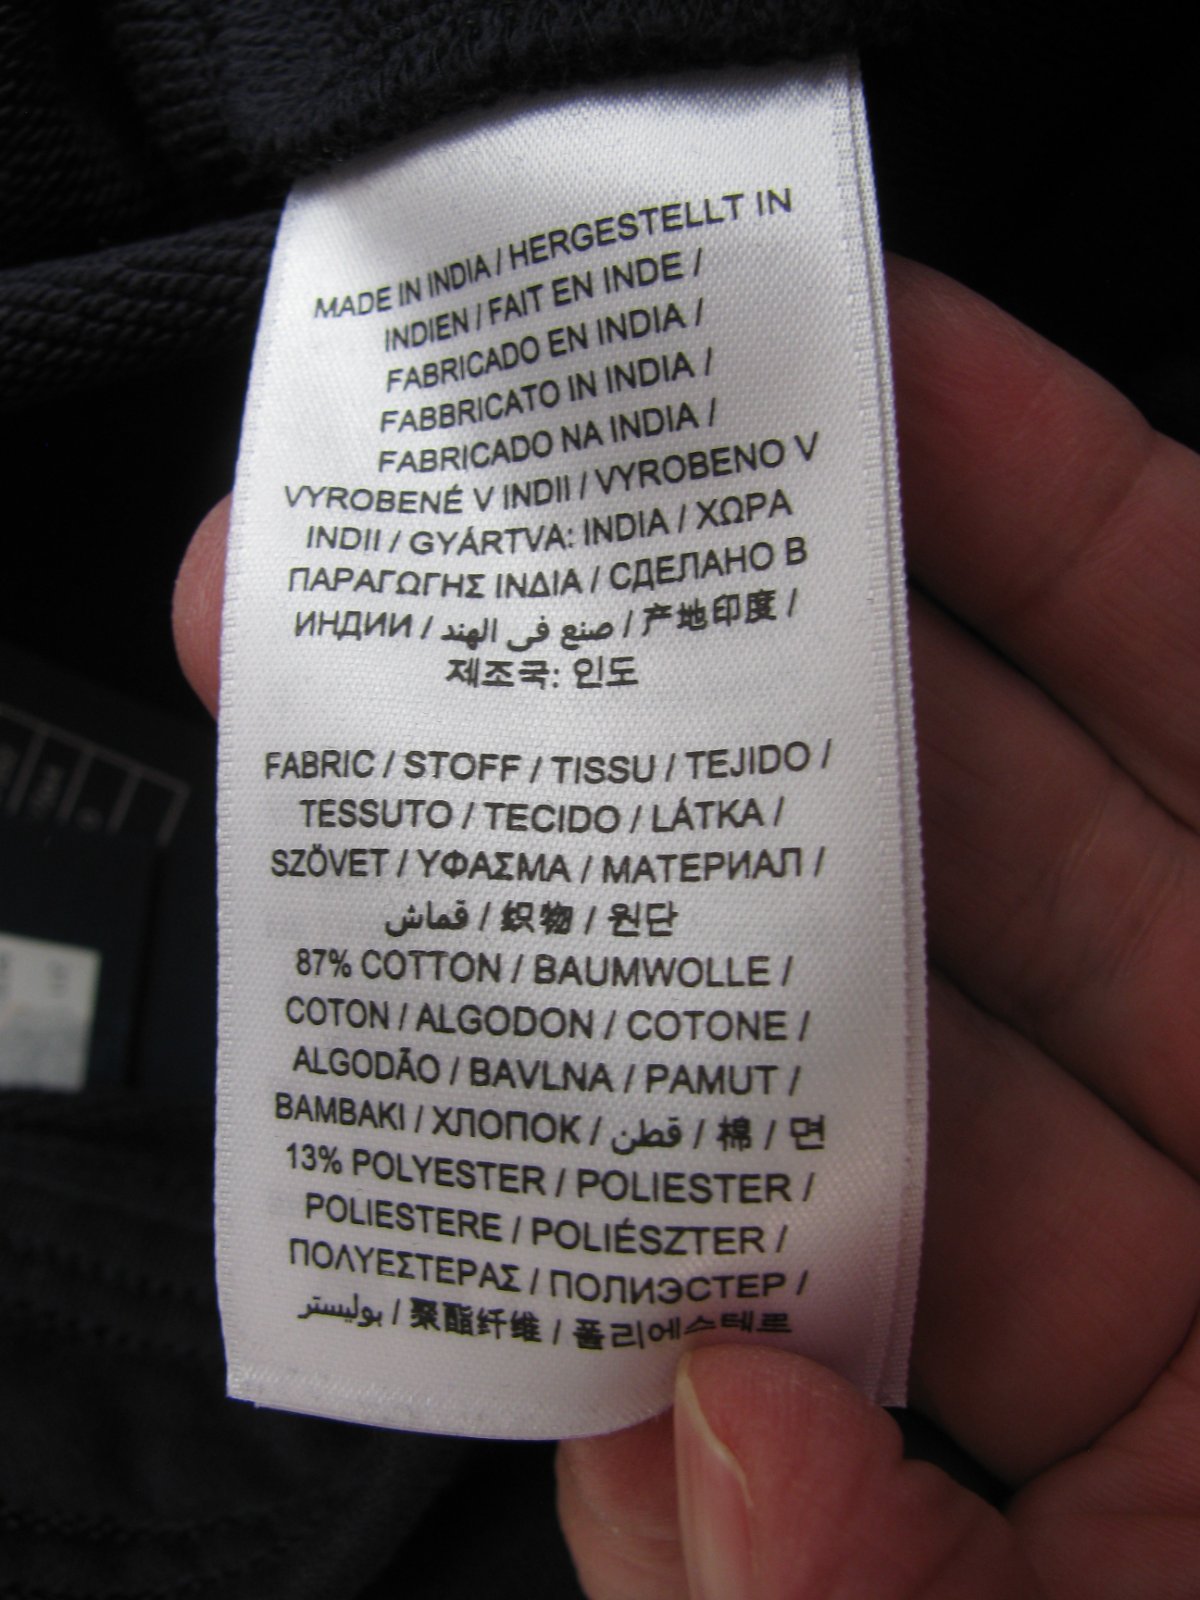 MADE IN INDIA / HERGESTELLT IN
INDIEN / FAIT EN INDE /
FABRICADO EN INDIA /
FABBRICATO IN INDIA /
FABRICADO NA INDIA /
VYROBENÉ V INDII / VYROBENO V
INDII / GYÁRTVA: INDIA / ΧΩΡΑ
ΠΑΡΑΓΩΓΗΣ ΙΝΔΙΑ / СДЕЛАНО В
ИНДИИ / صنع في الهند / 产地印度 /
제조국: 인도
FABRIC / STOFF / TISSU / TEJIDO /
TESSUTO / TECIDO / LÁTKA /
SZÖVET / ΥΦΑΣΜΑ / МАТЕРИАЛ /
قماش / 织物 / 원단
87% COTTON / BAUMWOLLE /
COTON / ALGODON / COTONE /
ALGODÃO / BAVLNA / PAMUT /
BAMBAKI / ХЛОПОК / قطن / 棉 / 면
13% POLYESTER / POLIESTER /
POLIESTERE / POLIÉSZTER /
ΠΟΛΥΕΣΤΕΡΑΣ / ПОЛИЭСТЕР /
بوليستر / 聚酯纤维 / 폴리에스테르